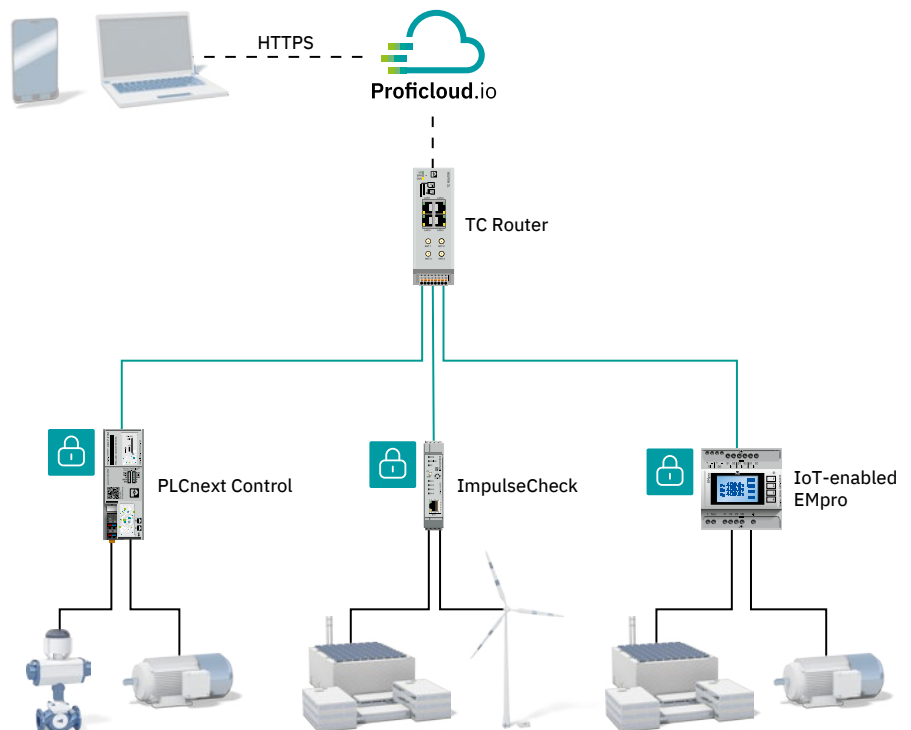 HTTPS
Proficloud.io
TC Router
PLCnext Control
ImpulseCheck
IoT-enabled
EMpro